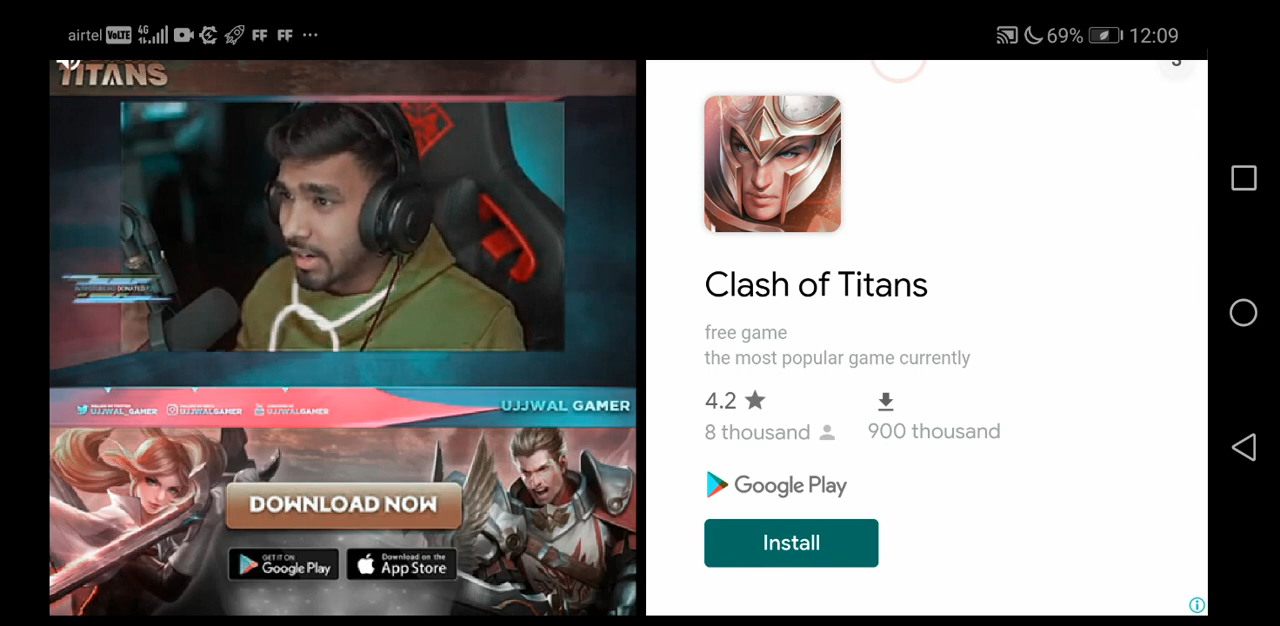 airtel VoLTE 4G FF FF ... 69% 12:09
TITANS
DONATED!
UJJWAL_GAMER UJJWALGAMER UJJWALGAMER
UJJWAL GAMER
DOWNLOAD NOW
GET IT ON
Google Play
Download on the
App Store
Clash of Titans
free game
the most popular game currently
4.2
8 thousand 900 thousand
Google Play
Install